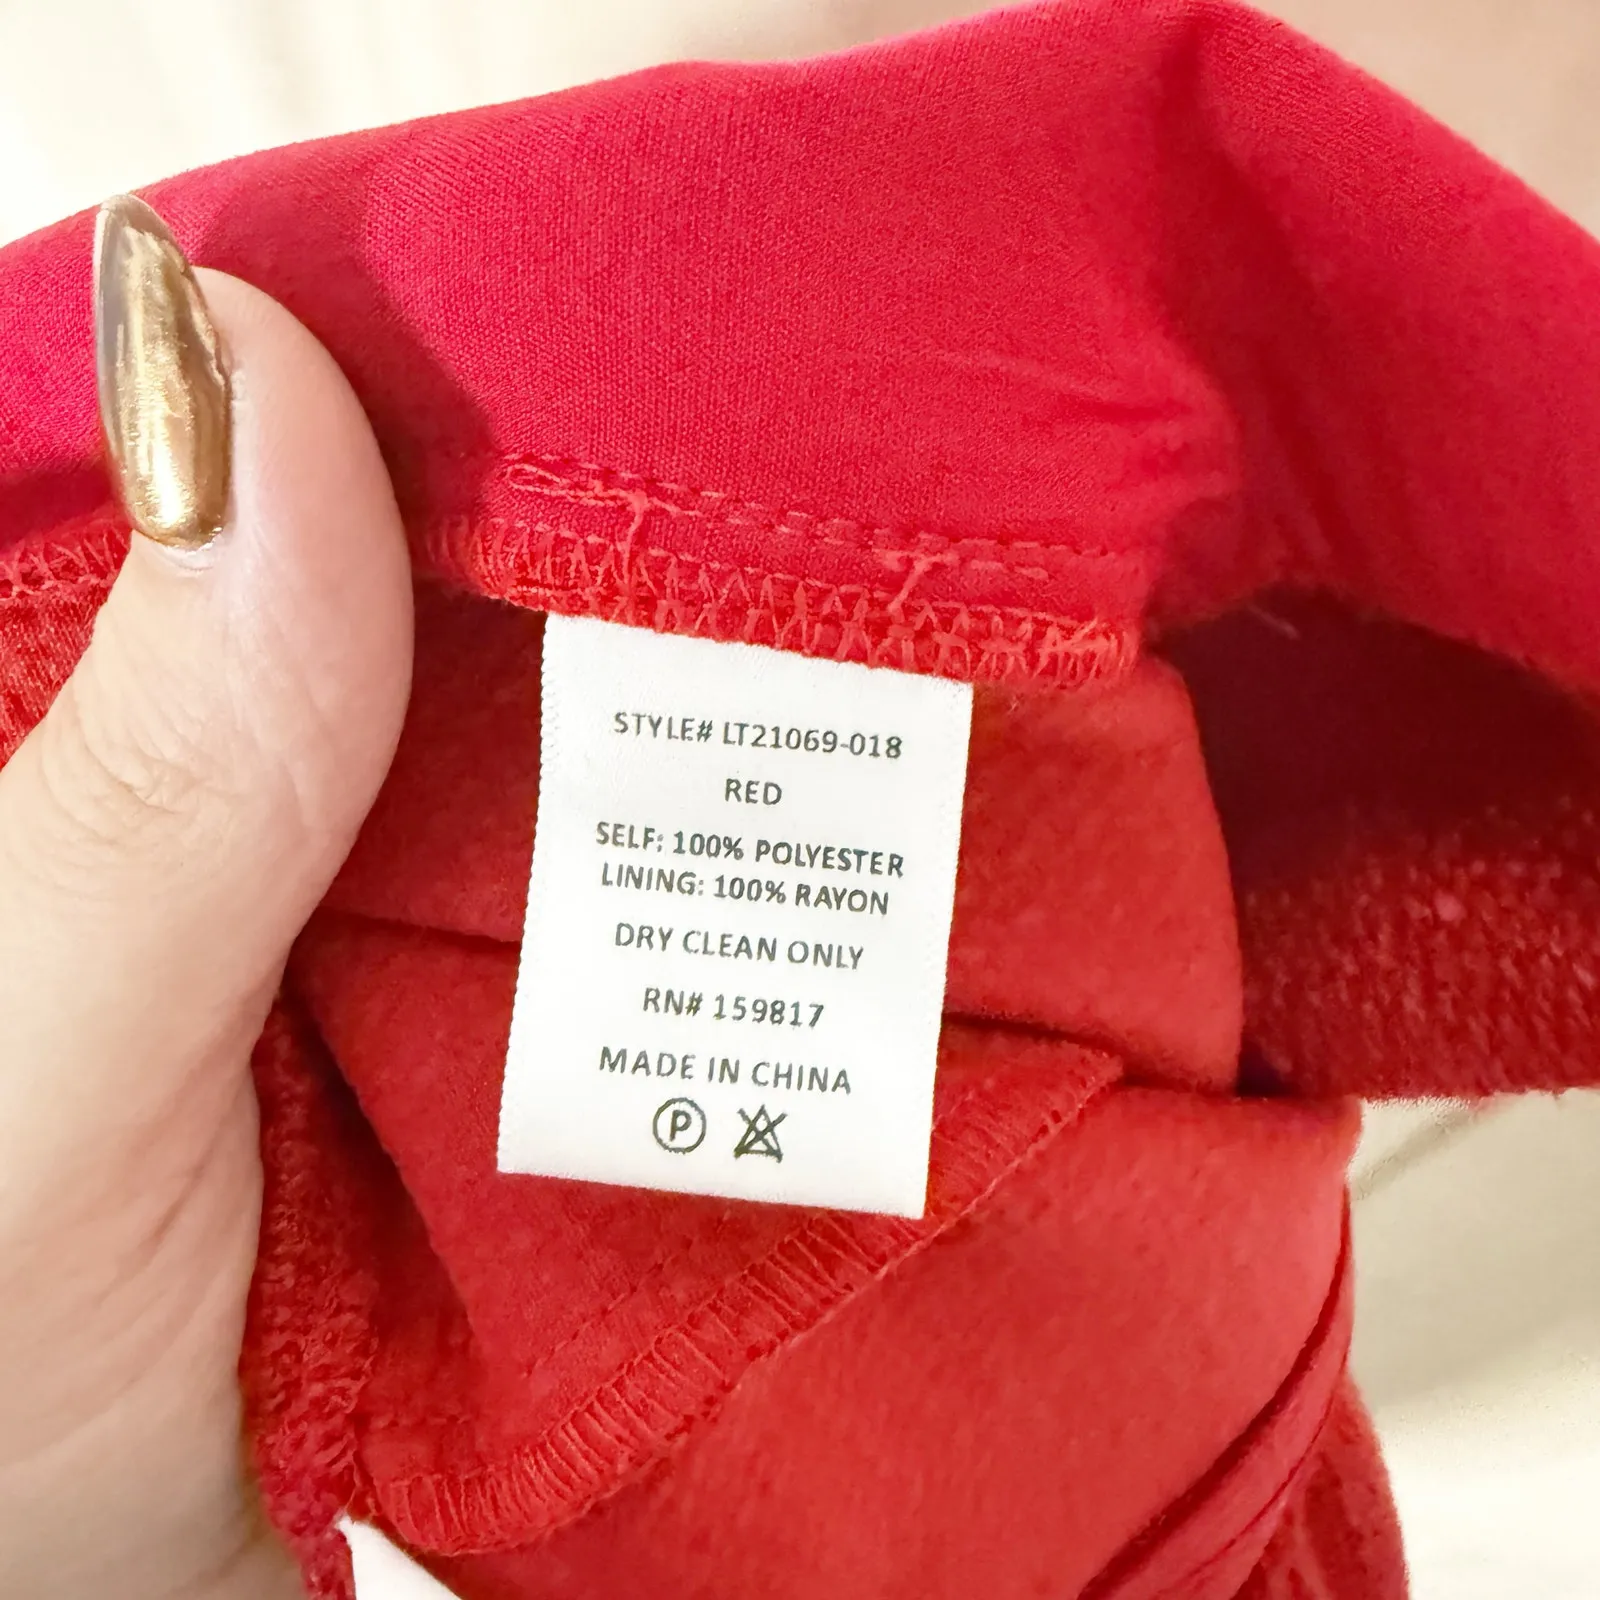 STYLE# LT21069-018
RED
SELF: 100% POLYESTER
LINING: 100% RAYON
DRY CLEAN ONLY
RN# 159817
MADE IN CHINA
P